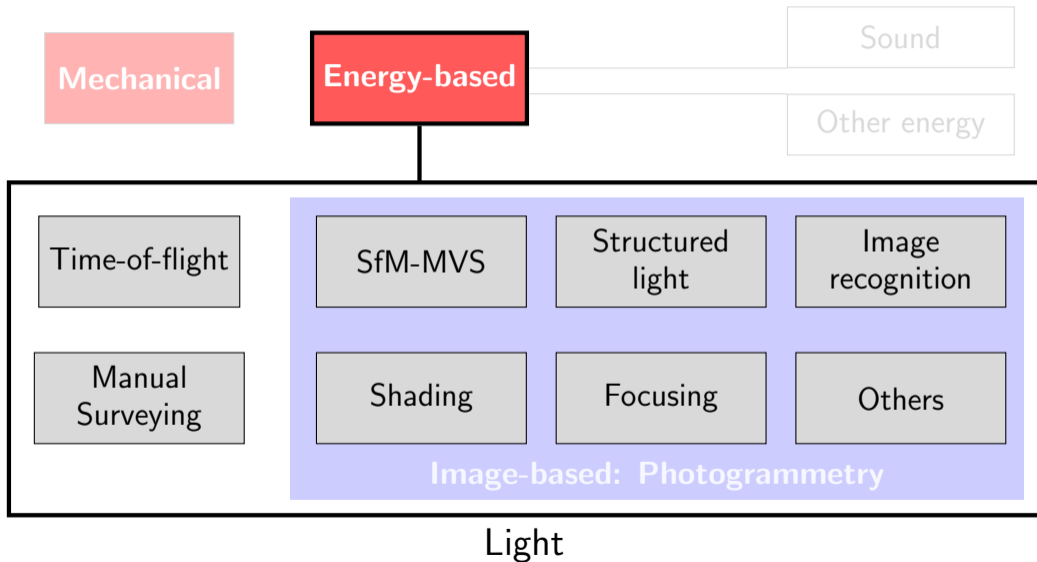 Mechanical
Energy-based
Sound
Other energy
Time-of-flight
SfM-MVS
Structured
light
Image
recognition
Manual
Surveying
Shading
Focusing
Others
Image-based: Photogrammetry
Light